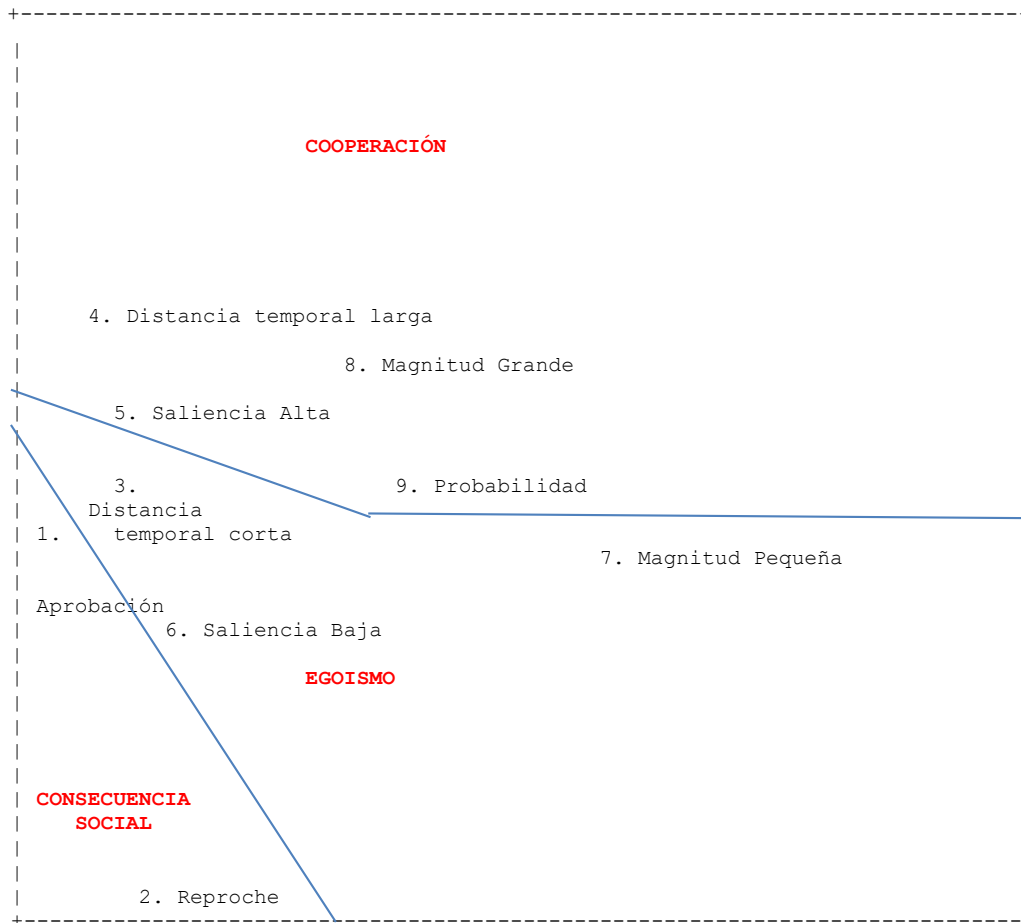 COOPERACIÓN
4. Distancia temporal larga
8. Magnitud Grande
5. Saliencia Alta
3. 9. Probabilidad
Distancia
1. temporal corta
7. Magnitud Pequeña
Aprobación
6. Saliencia Baja
EGOISMO
CONSECUENCIA
SOCIAL
2. Reproche